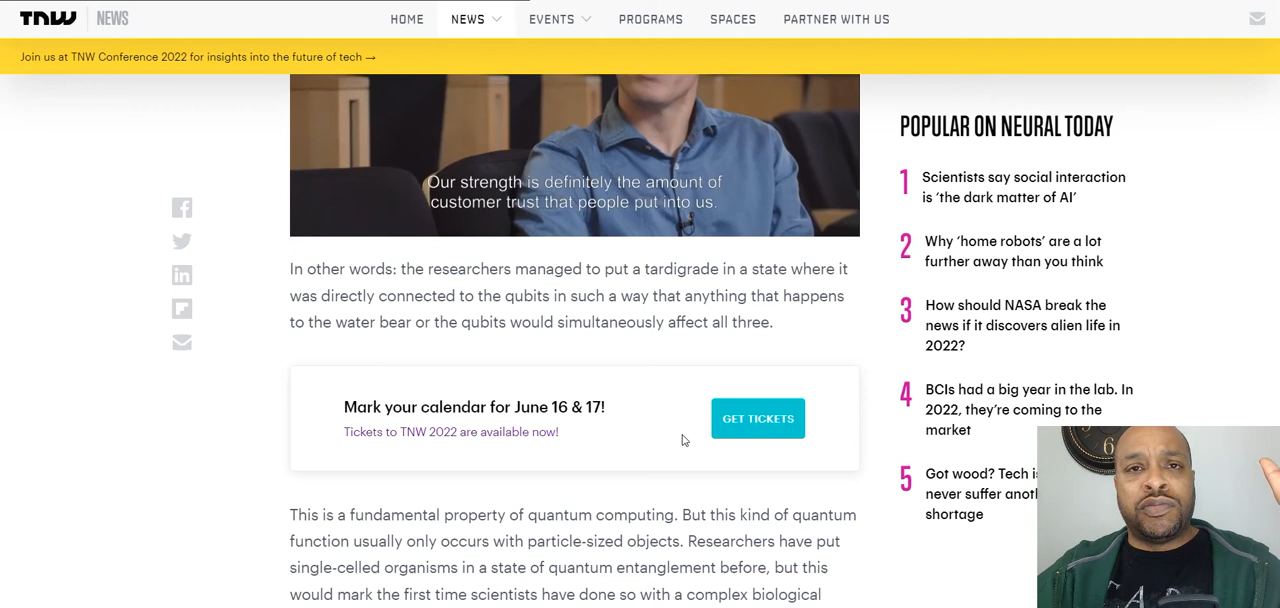 TNW NEWS
HOME NEWS EVENTS PROGRAMS SPACES PARTNER WITH US
Join us at TNW Conference 2022 for insights into the future of tech →
Our strength is definitely the amount of
customer trust that people put into us.
In other words: the researchers managed to put a tardigrade in a state where it
was directly connected to the qubits in such a way that anything that happens
to the water bear or the qubits would simultaneously affect all three.
Mark your calendar for June 16 & 17!
Tickets to TNW 2022 are available now!
GET TICKETS
This is a fundamental property of quantum computing. But this kind of quantum
function usually only occurs with particle-sized objects. Researchers have put
single-celled organisms in a state of quantum entanglement before, but this
would mark the first time scientists have done so with a complex biological
POPULAR ON NEURAL TODAY
1 Scientists say social interaction
is ‘the dark matter of AI’
2 Why ‘home robots’ are a lot
further away than you think
3 How should NASA break the
news if it discovers alien life in
2022?
4 BCIs had a big year in the lab. In
2022, they’re coming to the
market
5 Got wood? Tech
never suffer
shortage
6